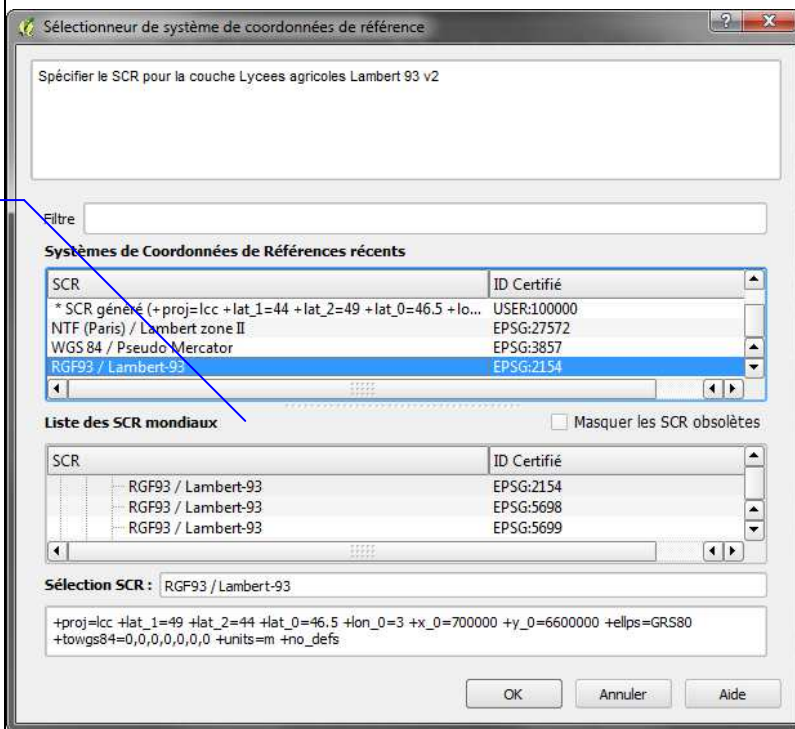 Sélectionneur de système de coordonnées de référence
Spécifier le SCR pour la couche Lycees agricoles Lambert 93 v2
Filtre
Systèmes de Coordonnées de Références récents
SCR ID Certifié
* SCR généré (+proj=lcc +lat_1=44 +lat_2=49 +lat_0=46.5 +lo... USER:100000
NTF (Paris) / Lambert zone II EPSG:27572
WGS 84 / Pseudo Mercator EPSG:3857
RGF93 / Lambert-93 EPSG:2154
Liste des SCR mondiaux Masquer les SCR obsolètes
SCR ID Certifié
RGF93 / Lambert-93 EPSG:2154
RGF93 / Lambert-93 EPSG:5698
RGF93 / Lambert-93 EPSG:5699
Sélection SCR : RGF93 / Lambert-93
+proj=lcc +lat_1=49 +lat_2=44 +lat_0=46.5 +lon_0=3 +x_0=700000 +y_0=6600000 +ellps=GRS80
+towgs84=0,0,0,0,0,0,0 +units=m +no_defs
OK Annuler Aide